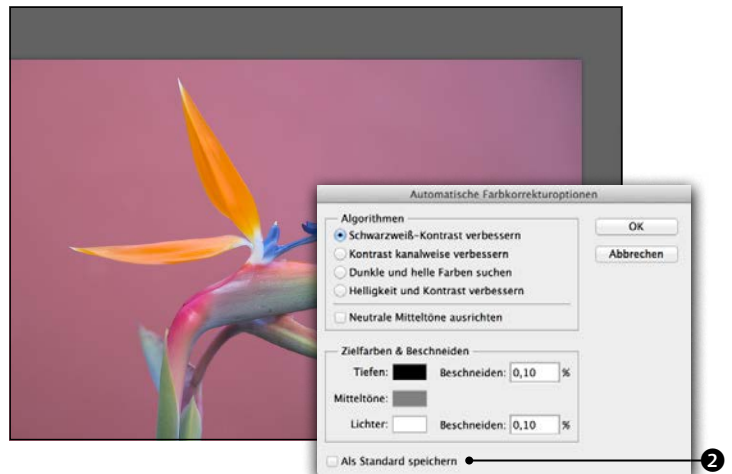 Automatische Farbkorrekturoptionen
Algorithmen
Schwarzweiß-Kontrast verbessern
Kontrast kanalweise verbessern
Dunkle und helle Farben suchen
Helligkeit und Kontrast verbessern
Neutrale Mitteltöne ausrichten
OK
Abbrechen
Zielfarben & Beschneiden
Tiefen: Beschneiden: 0,10 %
Mitteltöne:
Lichter: Beschneiden: 0,10 %
Als Standard speichern ❷